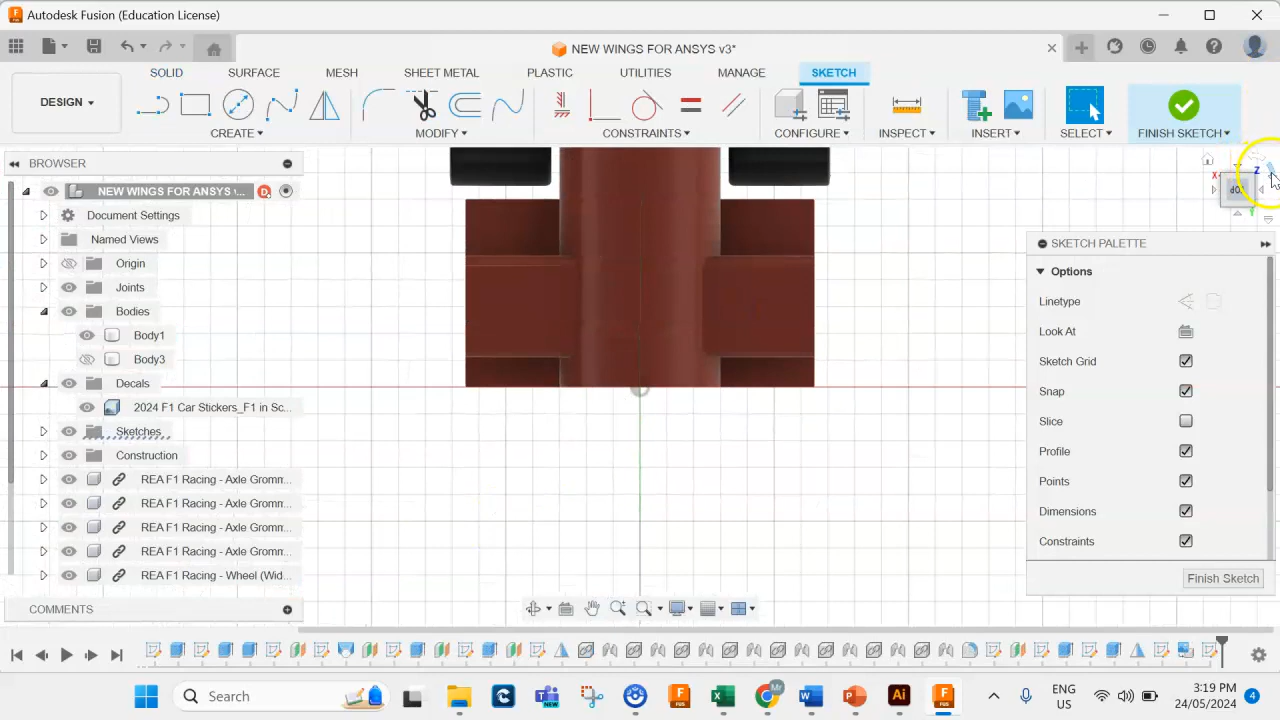 Autodesk Fusion (Education License)
NEW WINGS FOR ANSYS v3*
SOLID SURFACE MESH SHEET METAL PLASTIC UTILITIES MANAGE SKETCH
DESIGN
CREATE MODIFY CONSTRAINTS CONFIGURE INSPECT INSERT SELECT FINISH SKETCH
BROWSER
NEW WINGS FOR ANSYS v...
Document Settings
Named Views
Origin
Joints
Bodies
Body1
Body3
Decals
2024 F1 Car Stickers_F1 in Sc...
Sketches
Construction
REA F1 Racing - Axle Gromm...
REA F1 Racing - Axle Gromm...
REA F1 Racing - Axle Gromm...
REA F1 Racing - Axle Gromm...
REA F1 Racing - Wheel (Wid...
COMMENTS
X
Z
Y
TOP
SKETCH PALETTE
Options
Linetype
Look At
Sketch Grid
Snap
Slice
Profile
Points
Dimensions
Constraints
Finish Sketch
Search
ENG
US
3:19 PM
24/05/2024
4